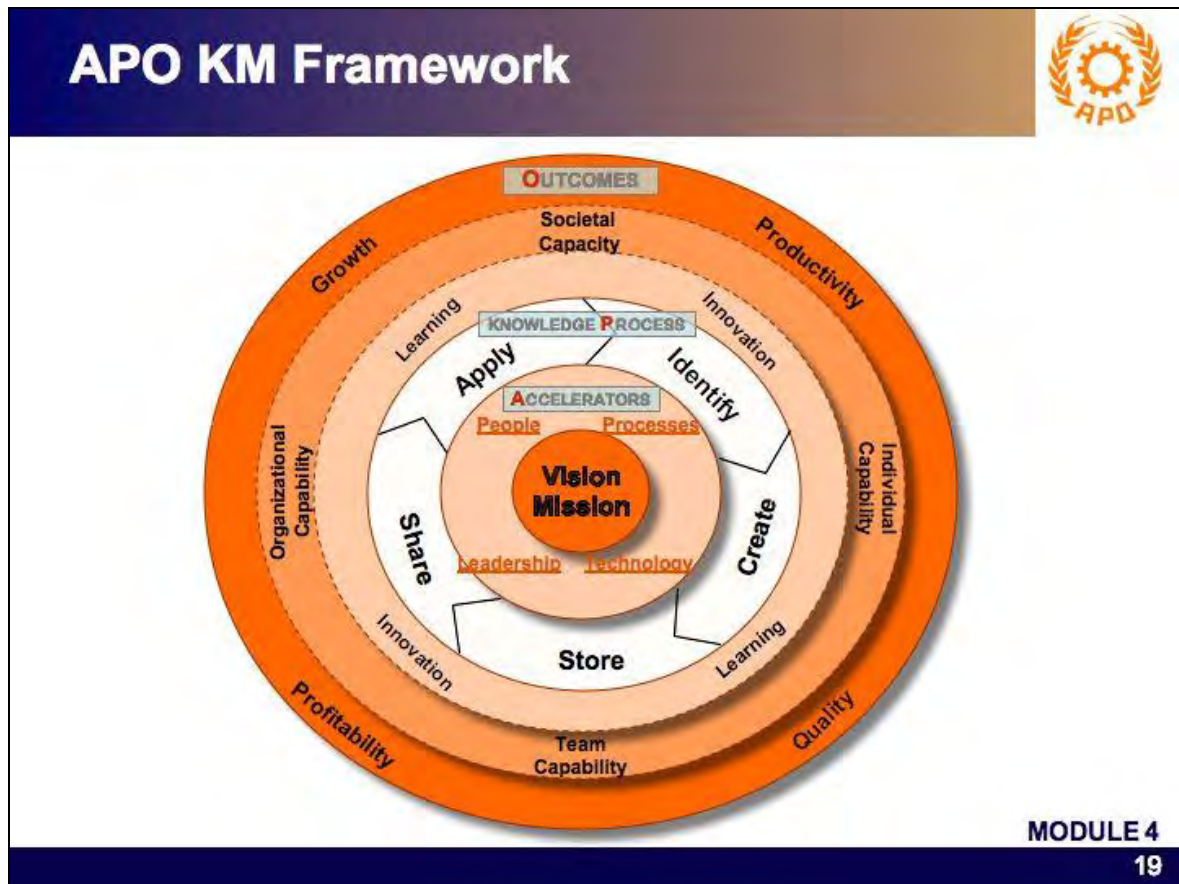 APO KM Framework
APO
OUTCOMES
Societal
Capacity
Growth
Productivity
Learning
Innovation
KNOWLEDGE PROCESS
Apply
Identify
ACCELERATORS
People
Processes
Organizational
Capability
Vision
Mission
Individual
Capability
Share
Create
Leadership
Technology
Innovation
Store
Learning
Profitability
Team
Capability
Quality
MODULE 4
19